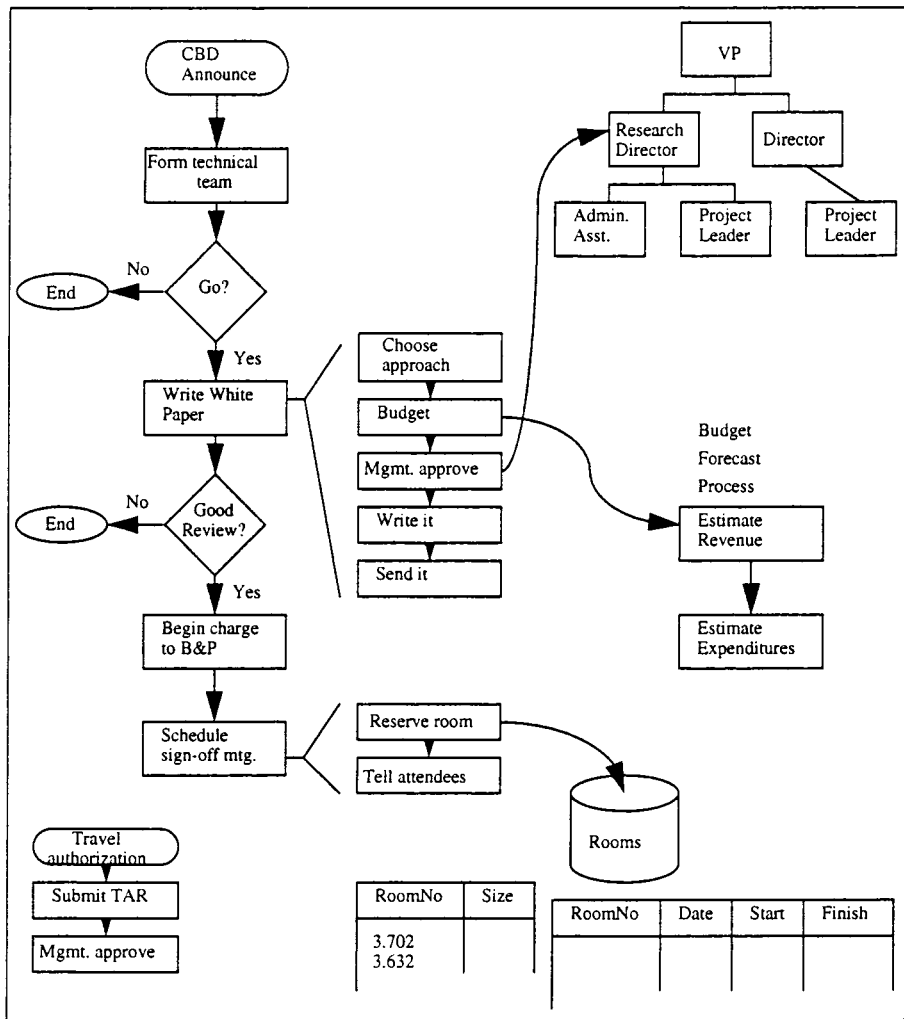 CBD
Announce
Form technical
team
Go?
No
End
Yes
Write White
Paper
Good
Review?
No
End
Yes
Begin charge
to B&P
Schedule
sign-off mtg.
Choose
approach
Budget
Mgmt. approve
Write it
Send it
Reserve room
Tell attendees
VP
Research
Director
Director
Admin.
Asst.
Project
Leader
Project
Leader
Budget
Forecast
Process
Estimate
Revenue
Estimate
Expenditures
Rooms
Travel
authorization
Submit TAR
Mgmt. approve
RoomNo Size
3.702
3.632
RoomNo Date Start Finish